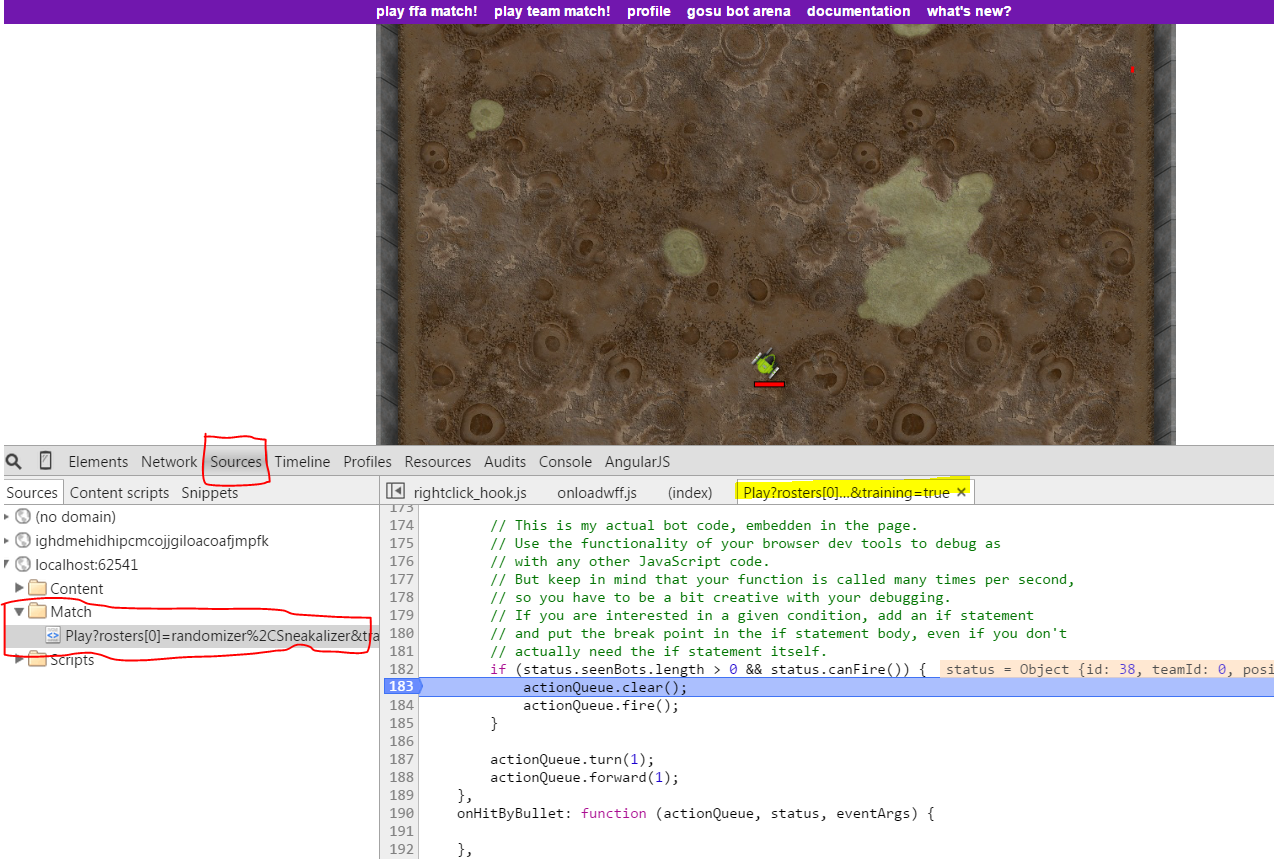 play ffa match! play team match! profile gosu bot arena documentation what's new?
Elements Network Sources Timeline Profiles Resources Audits Console AngularJS
Sources Content scripts Snippets
(no domain)
ighdmehidhipcmcojjgiloacoafjmpfk
localhost:62541
Content
Match
Play?rosters[0]=randomizer%2CSneakalizer&tra
Scripts
rightclick_hook.js onloadwff.js (index) Play?rosters[0]...&training=true ×
173
174 // This is my actual bot code, embedden in the page.
175 // Use the functionality of your browser dev tools to debug as
176 // with any other JavaScript code.
177 // But keep in mind that your function is called many times per second,
178 // so you have to be a bit creative with your debugging.
179 // If you are interested in a given condition, add an if statement
180 // and put the break point in the if statement body, even if you don't
181 // actually need the if statement itself.
182 if (status.seenBots.length > 0 && status.canFire()) { status = Object {id: 38, teamId: 0, posi
183 actionQueue.clear();
184 actionQueue.fire();
185 }
186
187 actionQueue.turn(1);
188 actionQueue.forward(1);
189 },
190 onHitByBullet: function (actionQueue, status, eventArgs) {
191
192 },